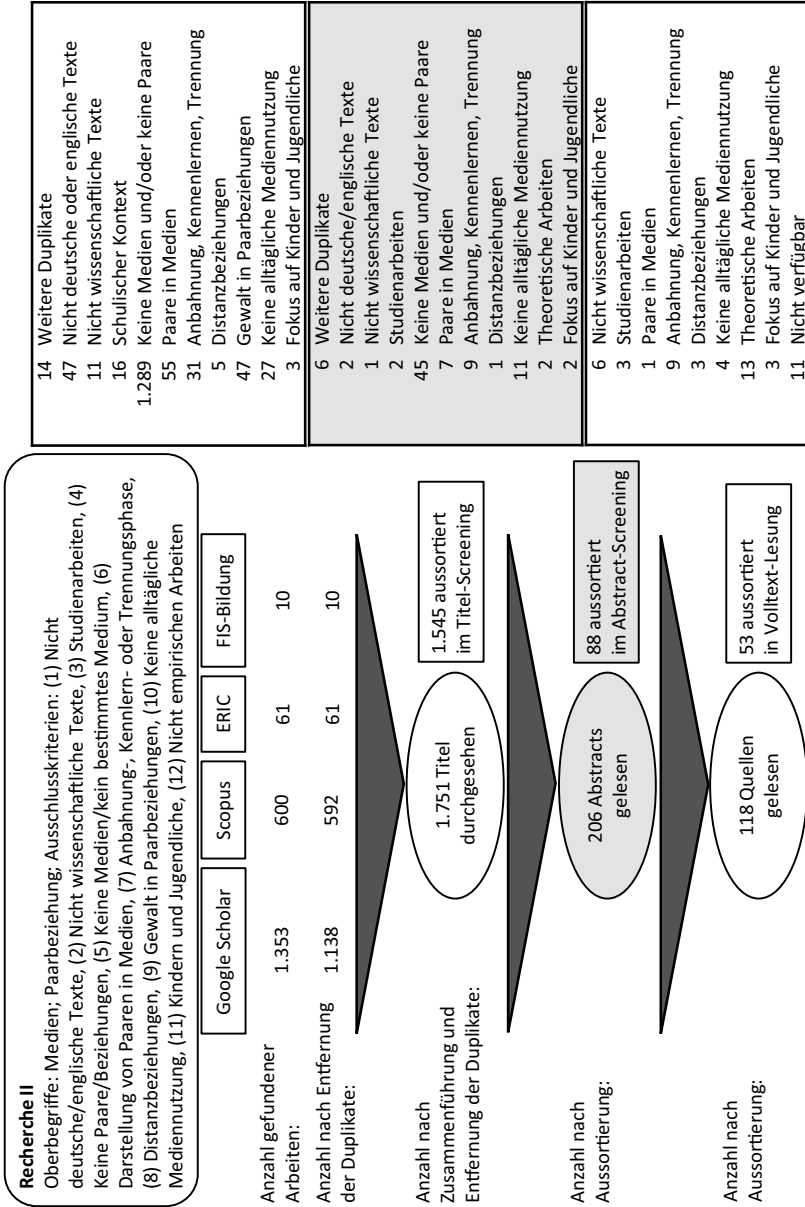 Recherche II
Oberbegriffe: Medien; Paarbeziehung; Ausschlusskriterien: (1) Nicht
deutsche/englische Texte, (2) Nicht wissenschaftliche Texte, (3) Studienarbeiten, (4)
Keine Paare/Beziehungen, (5) Keine Medien/kein bestimmtes Medium, (6)
Darstellung von Paaren in Medien, (7) Anbahnung-, Kennlern- oder Trennungsphase,
(8) Distanzbeziehungen, (9) Gewalt in Paarbeziehungen, (10) Keine alltägliche
Mediennutzung, (11) Kindern und Jugendliche, (12) Nicht empirischen Arbeiten
Google Scholar
Scopus
ERIC
FIS-Bildung
Anzahl gefundener
Arbeiten:
1.353
600
61
10
Anzahl nach Entfernung
der Duplikate:
1.138
592
61
10
Anzahl nach
Zusammenführung und
Entfernung der Duplikate:
1.751 Titel
durchgesehen
1.545 aussortiert
im Titel-Screening
Anzahl nach
Aussortierung:
206 Abstracts
gelesen
88 aussortiert
im Abstract-Screening
Anzahl nach
Aussortierung:
118 Quellen
gelesen
53 aussortiert
in Volltext-Lesung
14 Weitere Duplikate
47 Nicht deutsche oder englische Texte
11 Nicht wissenschaftliche Texte
16 Schulischer Kontext
1.289 Keine Medien und/oder keine Paare
55 Paare in Medien
31 Anbahnung, Kennenlernen, Trennung
5 Distanzbeziehungen
47 Gewalt in Paarbeziehungen
27 Keine alltägliche Mediennutzung
3 Fokus auf Kinder und Jugendliche
6 Weitere Duplikate
2 Nicht deutsche/englische Texte
1 Nicht wissenschaftliche Texte
2 Studienarbeiten
45 Keine Medien und/oder keine Paare
7 Paare in Medien
9 Anbahnung, Kennenlernen, Trennung
1 Distanzbeziehungen
11 Keine alltägliche Mediennutzung
2 Theoretische Arbeiten
2 Fokus auf Kinder und Jugendliche
6 Nicht wissenschaftliche Texte
3 Studienarbeiten
1 Paare in Medien
9 Anbahnung, Kennenlernen, Trennung
3 Distanzbeziehungen
4 Keine alltägliche Mediennutzung
13 Theoretische Arbeiten
3 Fokus auf Kinder und Jugendliche
11 Nicht verfügbar